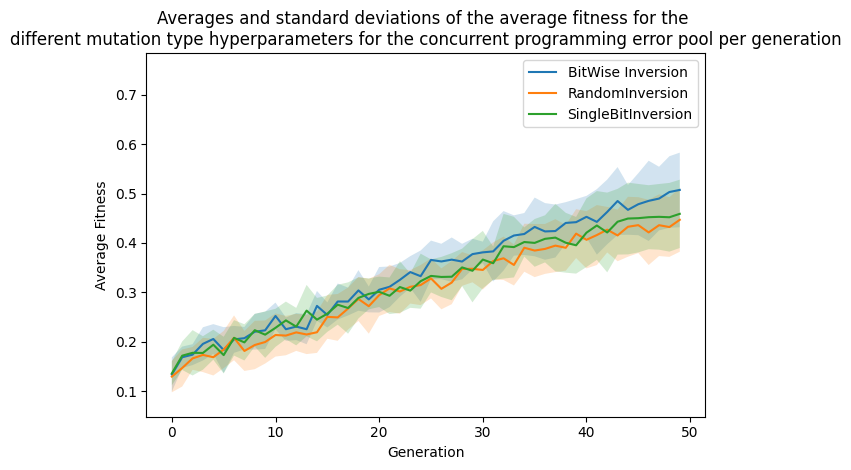 Averages and standard deviations of the average fitness for the
different mutation type hyperparameters for the concurrent programming error pool per generation
BitWise Inversion
RandomInversion
SingleBitInversion
Average Fitness
0.7
0.6
0.5
0.4
0.3
0.2
0.1
0 10 20 30 40 50
Generation